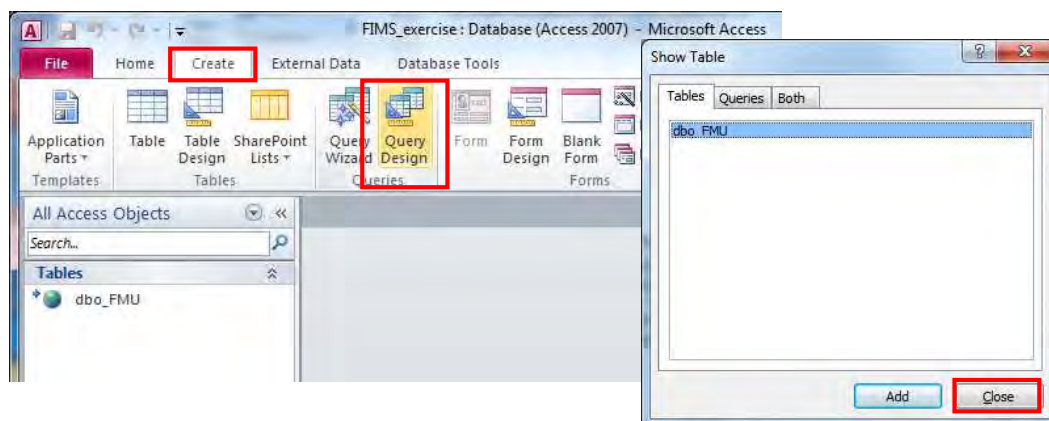 FIMS_exercise : Database (Access 2007) - Microsoft Access
File Home Create External Data Database Tools
Application Parts Table Table Design SharePoint Lists Query Wizard Query Design Form Form Design Blank Form
Templates Tables Queries Forms
All Access Objects
Search...
Tables
dbo_FMU
Show Table
Tables Queries Both
dbo_FMU
Add Close